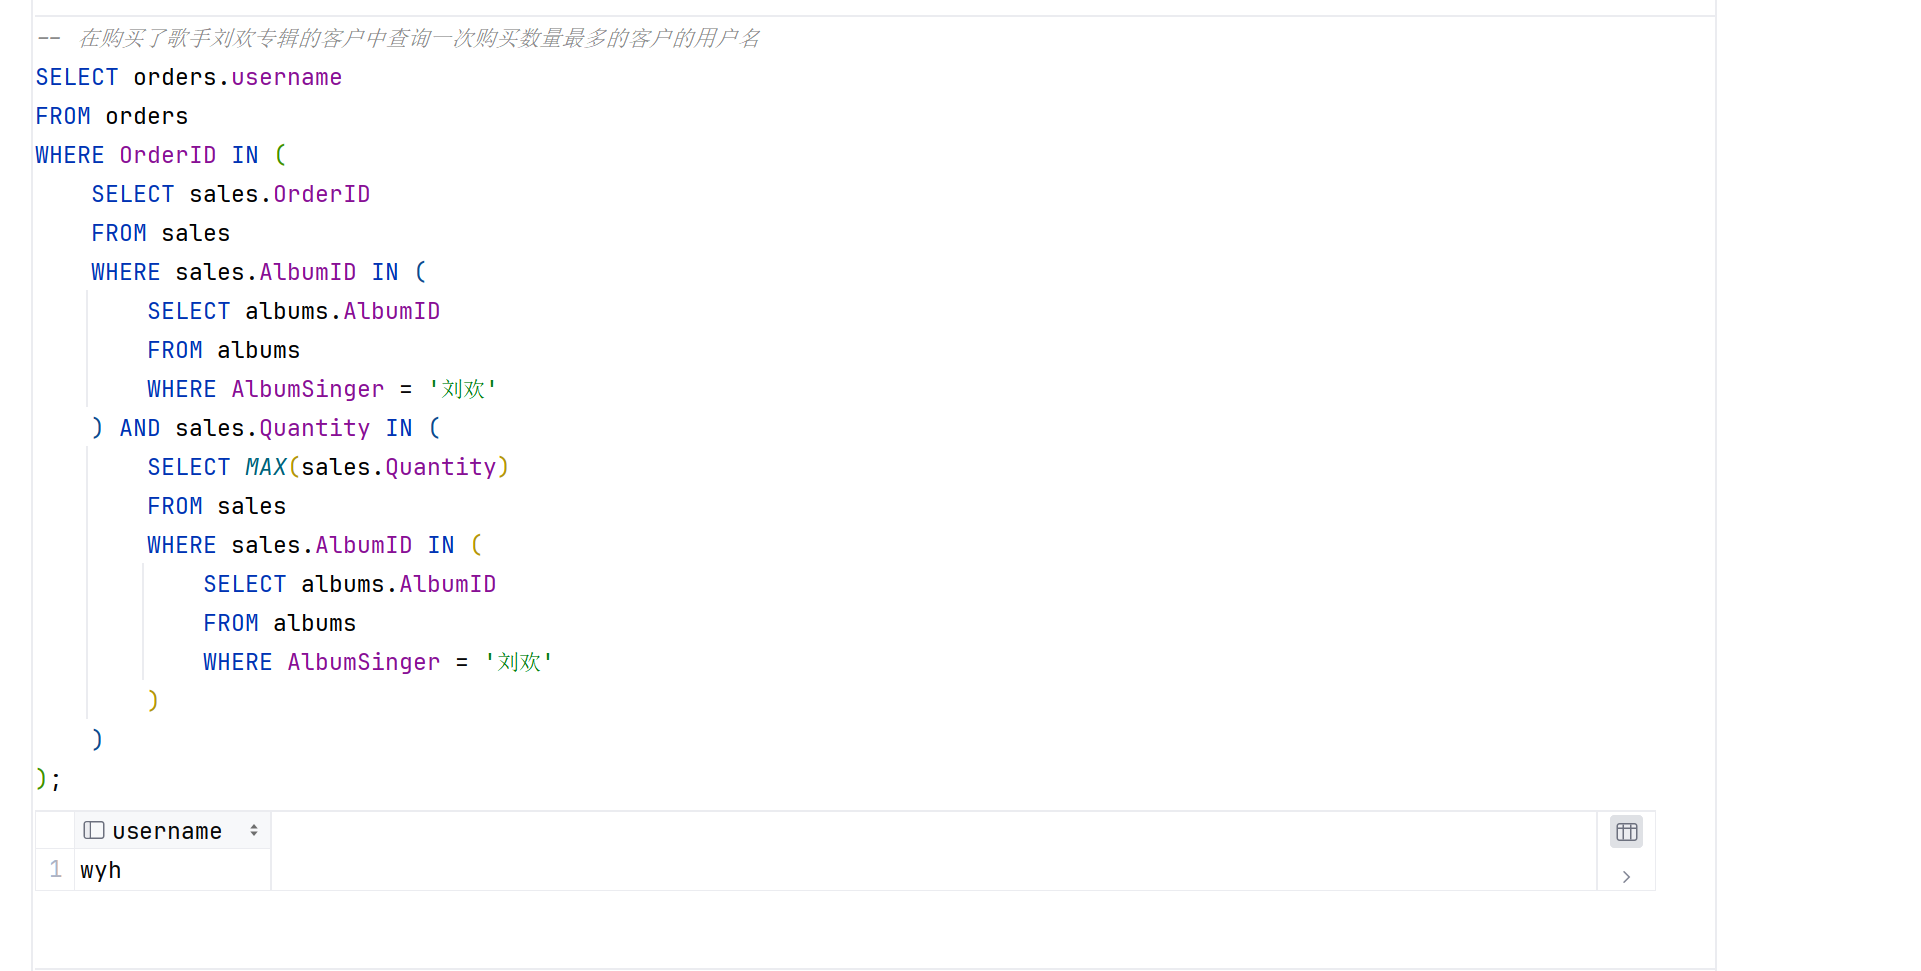 -- 在购买了歌手刘欢专辑的客户中查询一次购买数量最多的客户的用户名
SELECT orders.username
FROM orders
WHERE OrderID IN (
    SELECT sales.OrderID
    FROM sales
    WHERE sales.AlbumID IN (
        SELECT albums.AlbumID
        FROM albums
        WHERE AlbumSinger = '刘欢'
    ) AND sales.Quantity IN (
        SELECT MAX(sales.Quantity)
        FROM sales
        WHERE sales.AlbumID IN (
            SELECT albums.AlbumID
            FROM albums
            WHERE AlbumSinger = '刘欢'
        )
    )
);
username
1 wyh